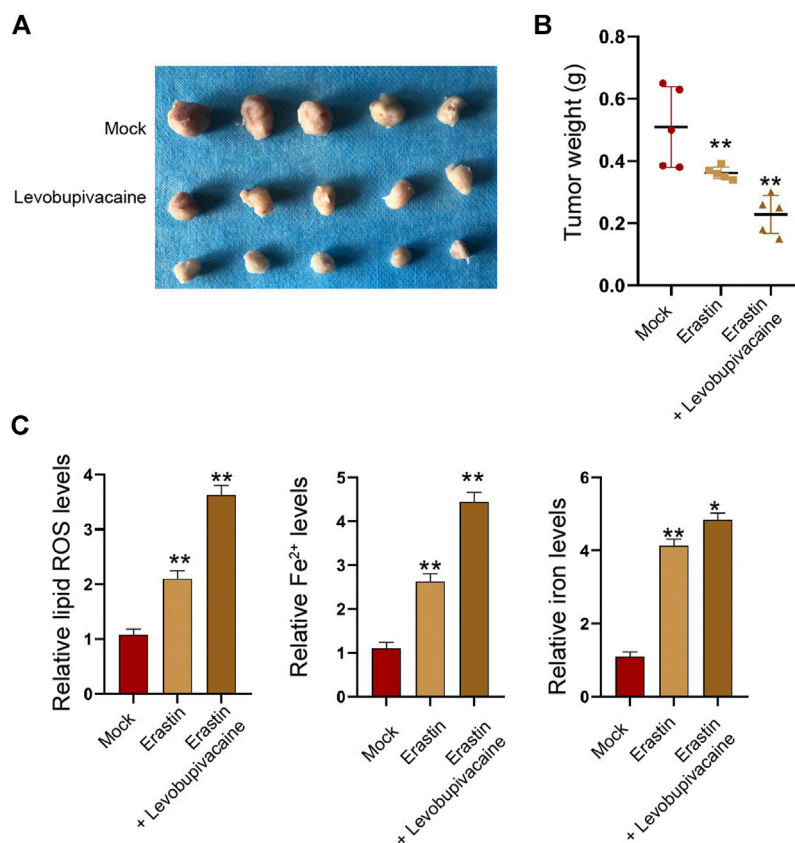 A
Mock
Levobupivacaine
B
Tumor weight (g)
0.8
0.6
0.4
0.2
0.0
**
**
Mock
Erastin
Erastin
+ Levobupivacaine
C
Relative lipid ROS levels
4
3
2
1
0
**
**
Mock
Erastin
Erastin
+ Levobupivacaine
Relative Fe²⁺ levels
5
4
3
2
1
0
**
**
Mock
Erastin
Erastin
+ Levobupivacaine
Relative iron levels
6
4
2
0
**
*
Mock
Erastin
Erastin
+ Levobupivacaine